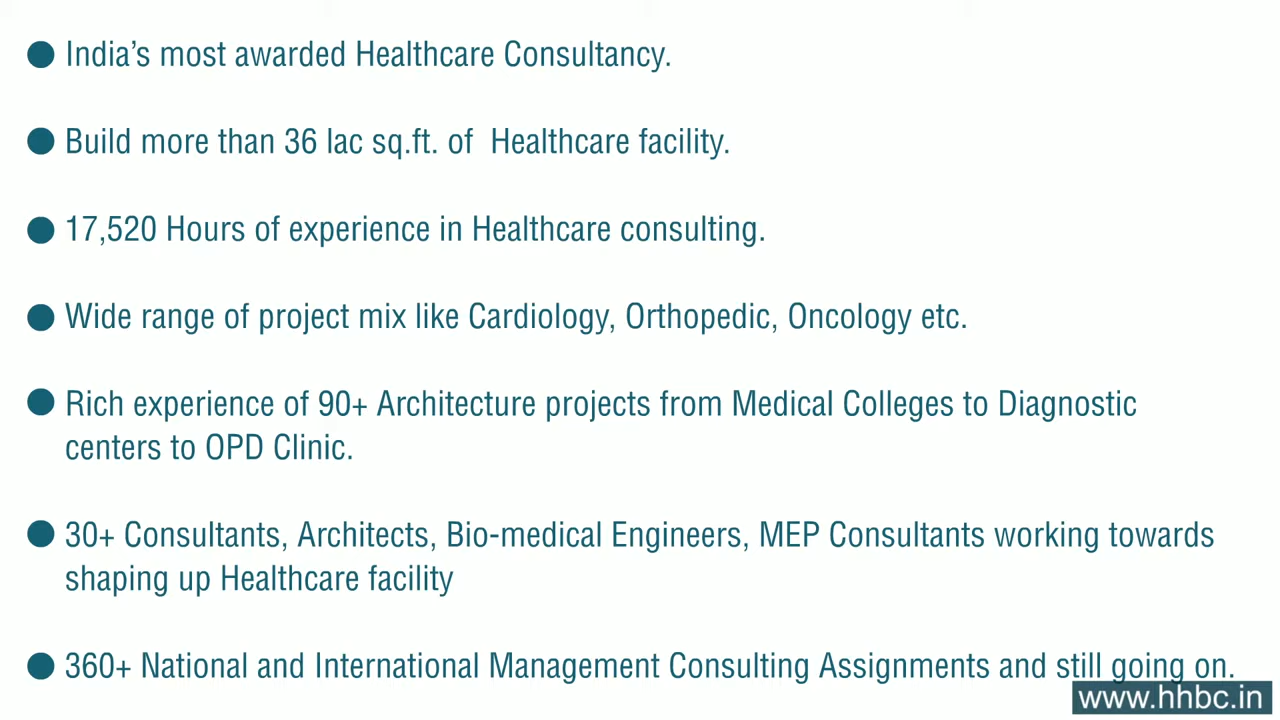 India’s most awarded Healthcare Consultancy.
Build more than 36 lac sq.ft. of  Healthcare facility.
17,520 Hours of experience in Healthcare consulting.
Wide range of project mix like Cardiology, Orthopedic, Oncology etc.
Rich experience of 90+ Architecture projects from Medical Colleges to Diagnostic
centers to OPD Clinic.
30+ Consultants, Architects, Bio-medical Engineers, MEP Consultants working towards
shaping up Healthcare facility
360+ National and International Management Consulting Assignments and still going on.
www.hhbc.in